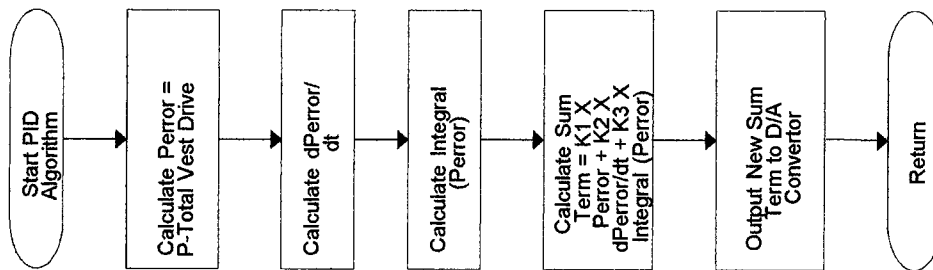 Start PID
Algorithm
Calculate Perror =
P-Total Vest Drive
Calculate dPerror/
dt
Calculate Integral
(Perror)
Calculate Sum
Term = K1 X
Perror + K2 X
dPerror/dt + K3 X
Integral (Perror)
Output New Sum
Term to D/A
Convertor
Return